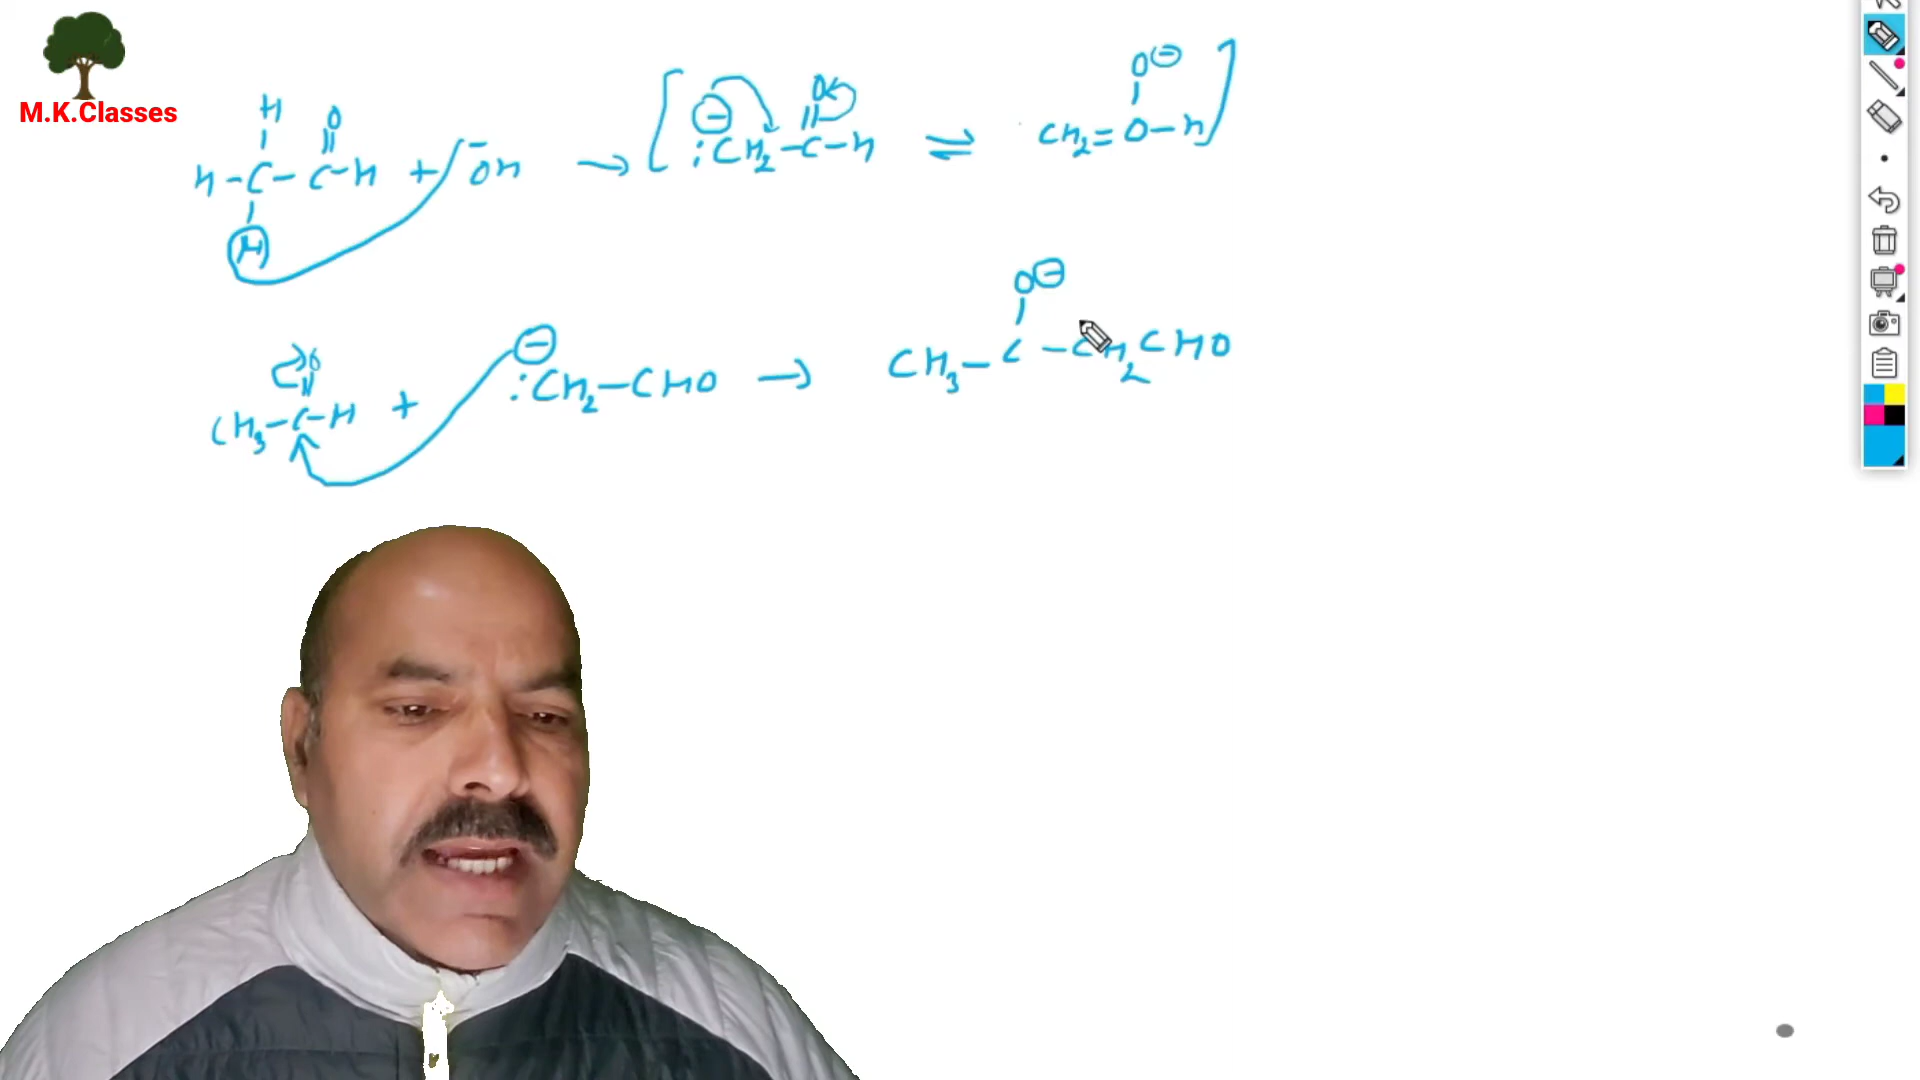 M.K.Classes
H O O O⊖
H-C-C-H + ⁻OH → [⊖:CH₂-C-H ⇌ CH₂=O-H]
H
O⊖
O ⊖
CH₃-C-H + :CH₂-CHO → CH₃-C-CH₂CHO